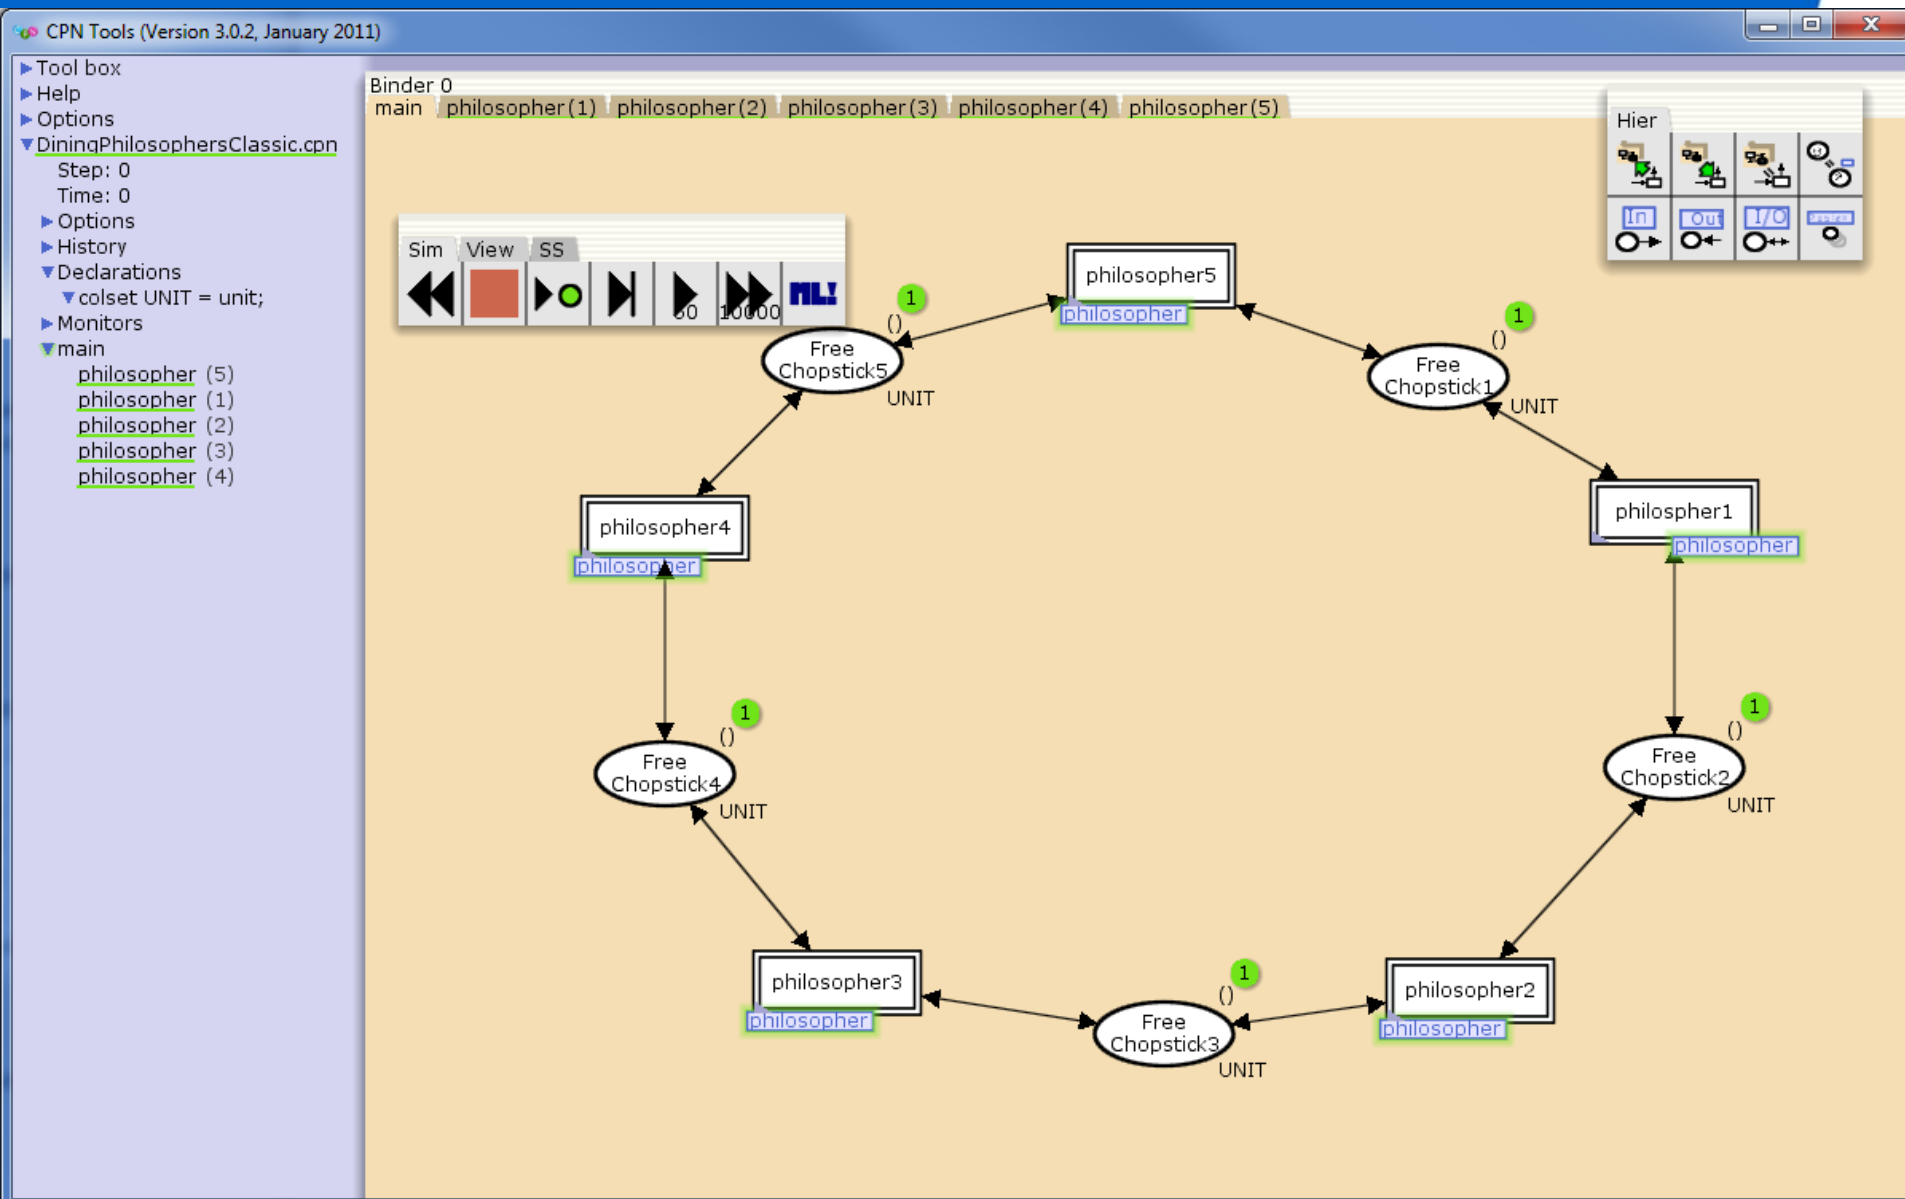 CPN Tools (Version 3.0.2, January 2011)
Tool box
Help
Options
DiningPhilosophersClassic.cpn
Step: 0
Time: 0
Options
History
Declarations
colset UNIT = unit;
Monitors
main
philosopher (5)
philosopher (1)
philosopher (2)
philosopher (3)
philosopher (4)
Binder 0
main philosopher(1) philosopher(2) philosopher(3) philosopher(4) philosopher(5)
Hier
In Out I/O
Sim View SS
50 10000 ML!
philosopher5
philosopher
1
()
Free
Chopstick5
UNIT
1
()
Free
Chopstick1
UNIT
philosopher4
philosopher
philospher1
philosopher
1
()
Free
Chopstick4
UNIT
1
()
Free
Chopstick2
UNIT
philosopher3
philosopher
1
()
Free
Chopstick3
UNIT
philosopher2
philosopher